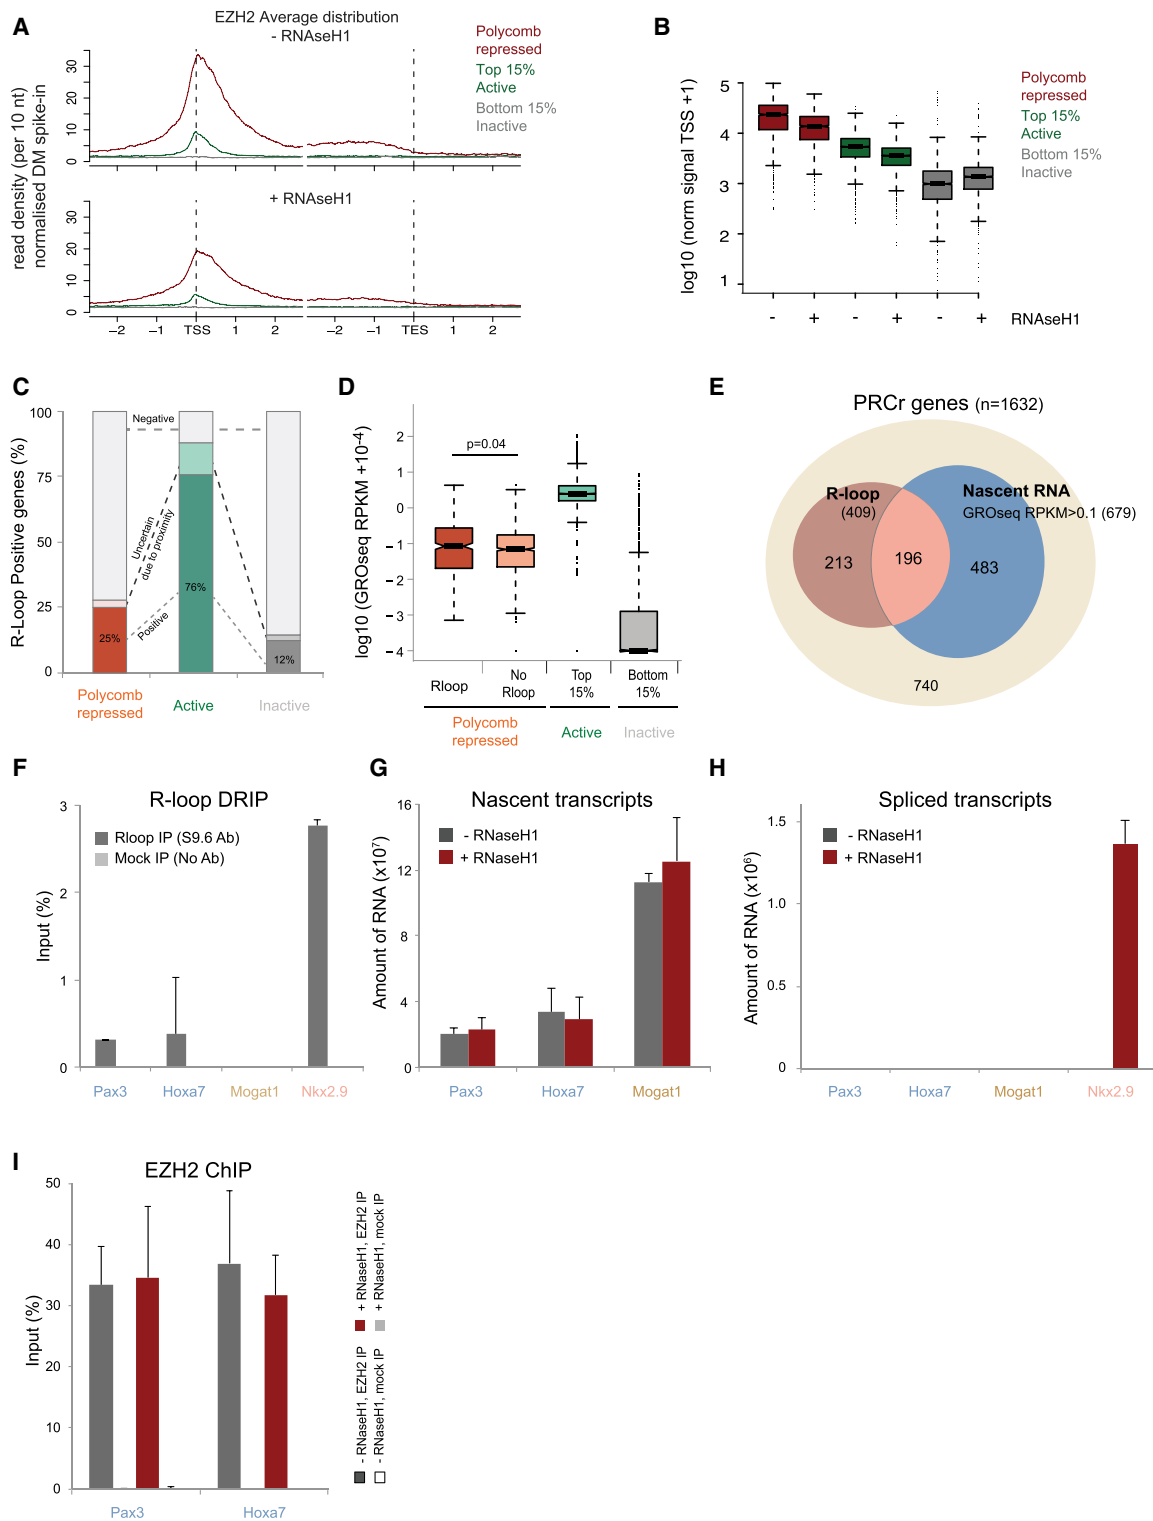 A
EZH2 Average distribution
- RNAseH1
Polycomb
repressed
Top 15%
Active
Bottom 15%
Inactive
read density (per 10 nt)
normalised DM spike-in
30
20
10
0
+ RNAseH1
30
20
10
0
−2
−1
TSS
1
2
−2
−1
TES
1
2
B
log10 (norm signal TSS +1)
5
4
3
2
1
- + - + - +
RNAseH1
Polycomb
repressed
Top 15%
Active
Bottom 15%
Inactive
C
R-Loop Positive genes (%)
100
75
50
25
0
Negative
Uncertain
due to proximity
Positive
25%
76%
12%
Polycomb
repressed
Active
Inactive
D
log10 (GROseq RPKM +10-4)
2
1
0
−1
−2
−3
−4
p=0.04
Rloop
No
Rloop
Top
15%
Bottom
15%
Polycomb
repressed
Active
Inactive
E
PRCr genes (n=1632)
R-loop
(409)
Nascent RNA
GROseq RPKM>0.1 (679)
213
196
483
740
F
R-loop DRIP
Input (%)
3
2
1
0
Rloop IP (S9.6 Ab)
Mock IP (No Ab)
Pax3
Hoxa7
Mogat1
Nkx2.9
G
Nascent transcripts
Amount of RNA (x10⁷)
16
12
8
4
0
- RNaseH1
+ RNaseH1
Pax3
Hoxa7
Mogat1
H
Spliced transcripts
Amount of RNA (x10⁶)
1.5
1.0
0.5
0
- RNaseH1
+ RNaseH1
Pax3
Hoxa7
Mogat1
Nkx2.9
I
EZH2 ChIP
Input (%)
50
40
30
20
10
0
Pax3
Hoxa7
- RNaseH1, EZH2 IP
- RNaseH1, mock IP
+ RNaseH1, EZH2 IP
+ RNaseH1, mock IP